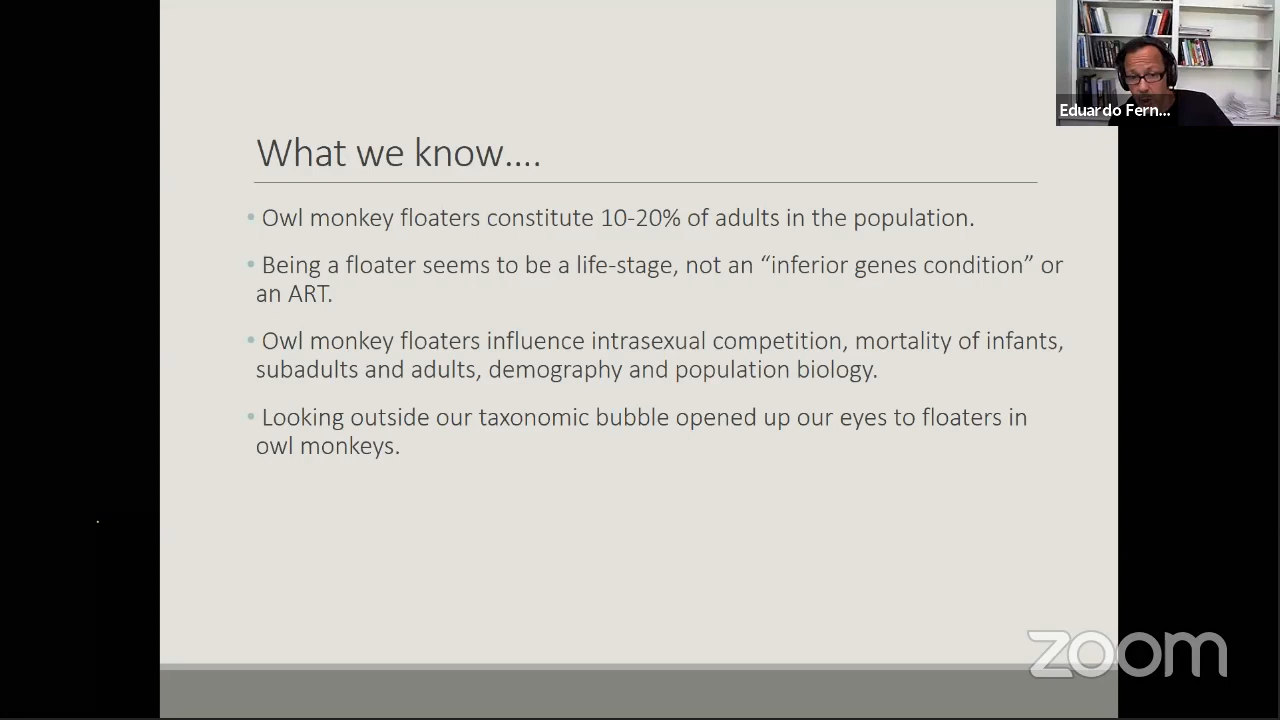 Eduardo Fern...
What we know....
• Owl monkey floaters constitute 10-20% of adults in the population.
• Being a floater seems to be a life-stage, not an “inferior genes condition” or
an ART.
• Owl monkey floaters influence intrasexual competition, mortality of infants,
subadults and adults, demography and population biology.
• Looking outside our taxonomic bubble opened up our eyes to floaters in
owl monkeys.
zoom